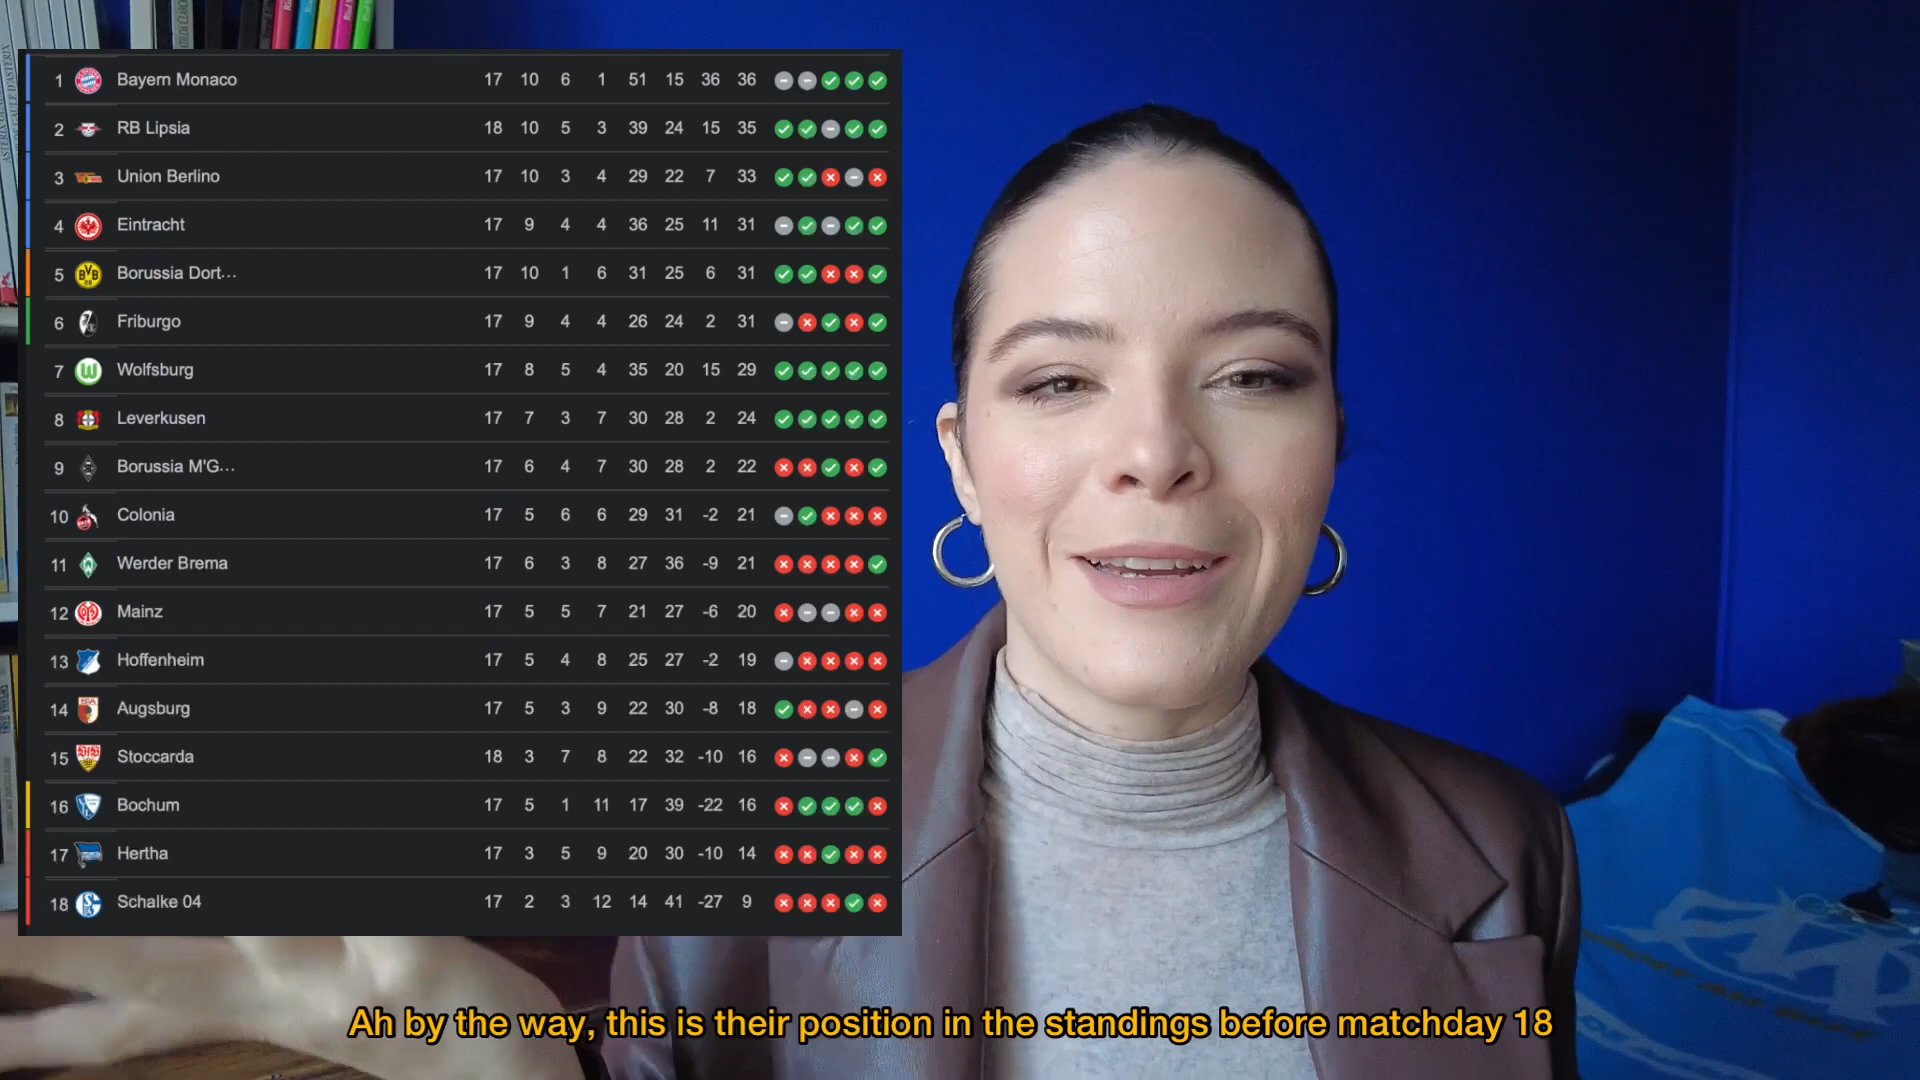 1 Bayern Monaco 17 10 6 1 51 15 36 36
2 RB Lipsia 18 10 5 3 39 24 15 35
3 Union Berlino 17 10 3 4 29 22 7 33
4 Eintracht 17 9 4 4 36 25 11 31
5 Borussia Dort... 17 10 1 6 31 25 6 31
6 Friburgo 17 9 4 4 26 24 2 31
7 Wolfsburg 17 8 5 4 35 20 15 29
8 Leverkusen 17 7 3 7 30 28 2 24
9 Borussia M'G... 17 6 4 7 30 28 2 22
10 Colonia 17 5 6 6 29 31 -2 21
11 Werder Brema 17 6 3 8 27 36 -9 21
12 Mainz 17 5 5 7 21 27 -6 20
13 Hoffenheim 17 5 4 8 25 27 -2 19
14 Augsburg 17 5 3 9 22 30 -8 18
15 Stoccarda 18 3 7 8 22 32 -10 16
16 Bochum 17 5 1 11 17 39 -22 16
17 Hertha 17 3 5 9 20 30 -10 14
18 Schalke 04 17 2 3 12 14 41 -27 9
Ah by the way, this is their position in the standings before matchday 18